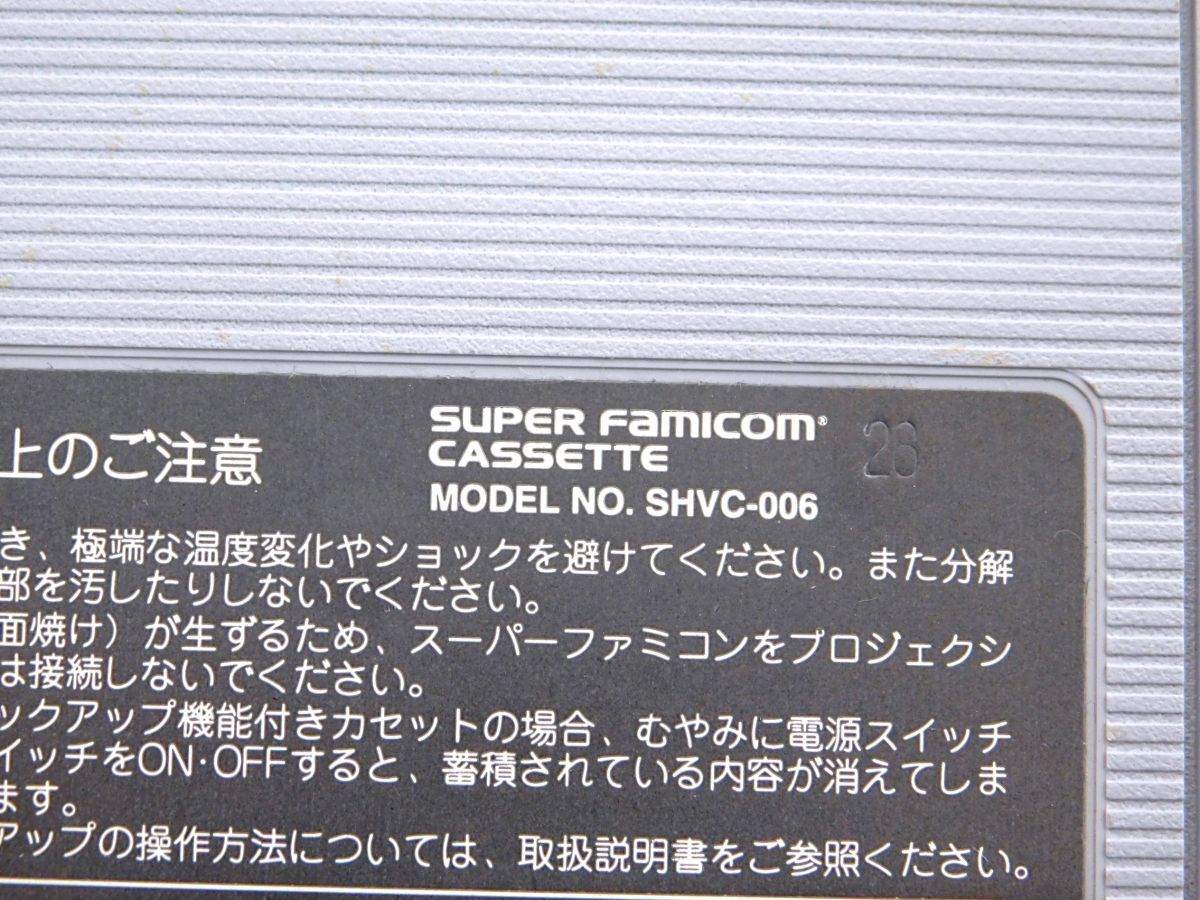 上のご注意
SUPER FAMICOM®
CASSETTE
MODEL NO. SHVC-006
き、極端な温度変化やショックを避けてください。また分解
部を汚したりしないでください。
面焼け）が生ずるため、スーパーファミコンをプロジェクシ
は接続しないでください。
ックアップ機能付きカセットの場合、むやみに電源スイッチ
イッチをON·OFFすると、蓄積されている内容が消えてしま
ます。
アップの操作方法については、取扱説明書をご参照ください。